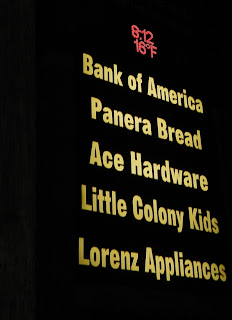 8:12
16°F
Bank of America
Panera Bread
Ace Hardware
Little Colony Kids
Lorenz Appliances